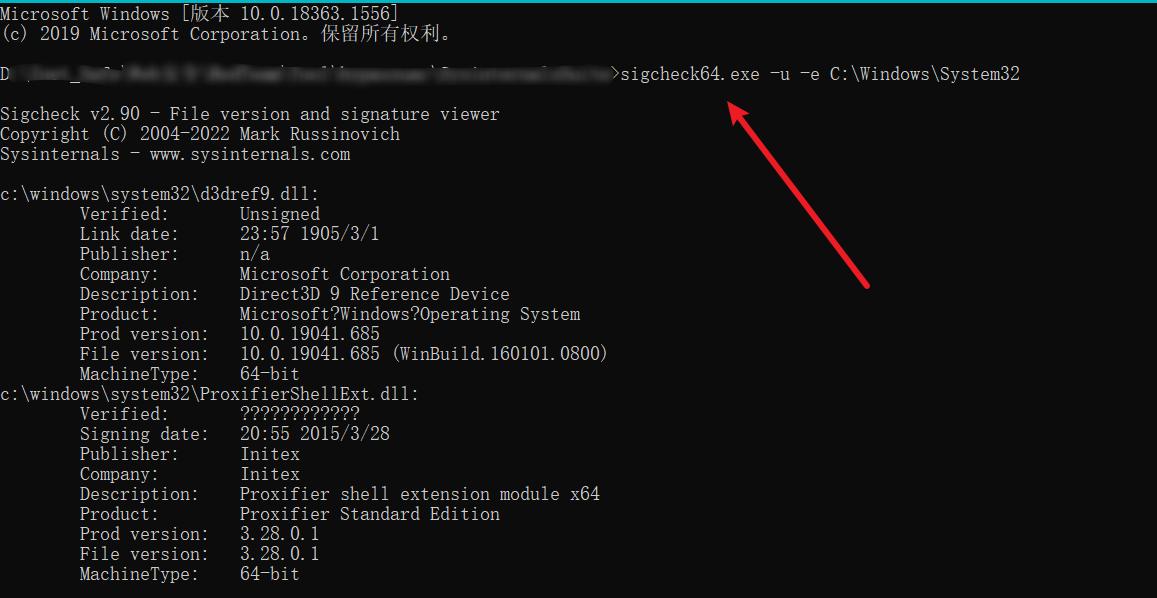 Microsoft Windows [版本 10.0.18363.1556]
(c) 2019 Microsoft Corporation。保留所有权利。
D >sigcheck64.exe -u -e C:\Windows\System32
Sigcheck v2.90 - File version and signature viewer
Copyright (C) 2004-2022 Mark Russinovich
Sysinternals - www.sysinternals.com
c:\windows\system32\d3dref9.dll:
Verified: Unsigned
Link date: 23:57 1905/3/1
Publisher: n/a
Company: Microsoft Corporation
Description: Direct3D 9 Reference Device
Product: Microsoft?Windows?Operating System
Prod version: 10.0.19041.685
File version: 10.0.19041.685 (WinBuild.160101.0800)
MachineType: 64-bit
c:\windows\system32\ProxifierShellExt.dll:
Verified: ????????????
Signing date: 20:55 2015/3/28
Publisher: Initex
Company: Initex
Description: Proxifier shell extension module x64
Product: Proxifier Standard Edition
Prod version: 3.28.0.1
File version: 3.28.0.1
MachineType: 64-bit